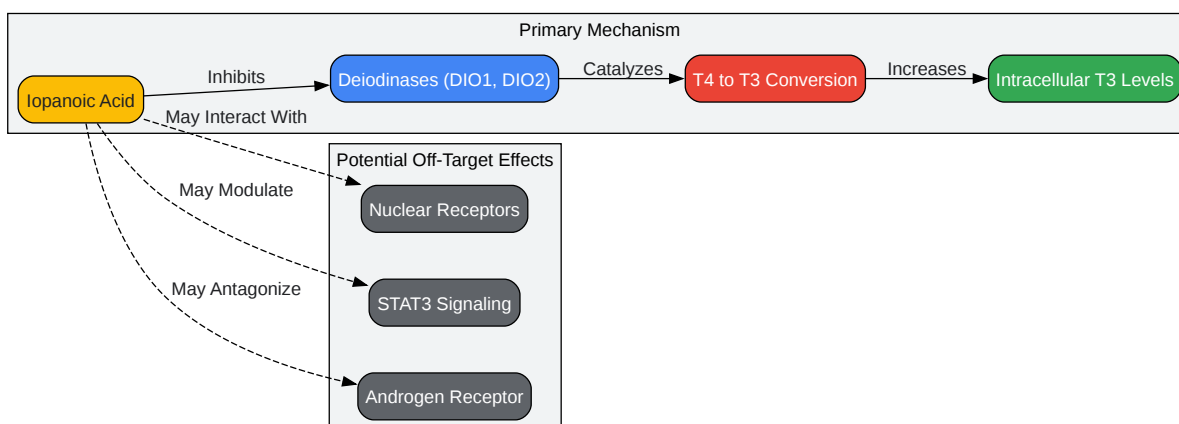 Primary Mechanism
Iopanoic Acid
Inhibits
Deiodinases (DIO1, DIO2)
Catalyzes
T4 to T3 Conversion
Increases
Intracellular T3 Levels
May Interact With
Potential Off-Target Effects
May Modulate
Nuclear Receptors
May Antagonize
STAT3 Signaling
Androgen Receptor